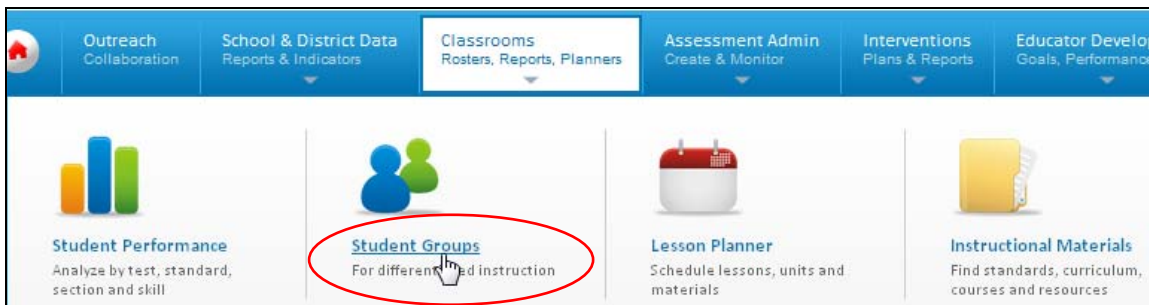 Outreach
Collaboration
School & District Data
Reports & Indicators
Classrooms
Rosters, Reports, Planners
Assessment Admin
Create & Monitor
Interventions
Plans & Reports
Educator Develo
Goals, Performanc
Student Performance
Analyze by test, standard,
section and skill
Student Groups
For instruction
Lesson Planner
Schedule lessons, units and
materials
Instructional Materials
Find standards, curriculum,
courses and resources